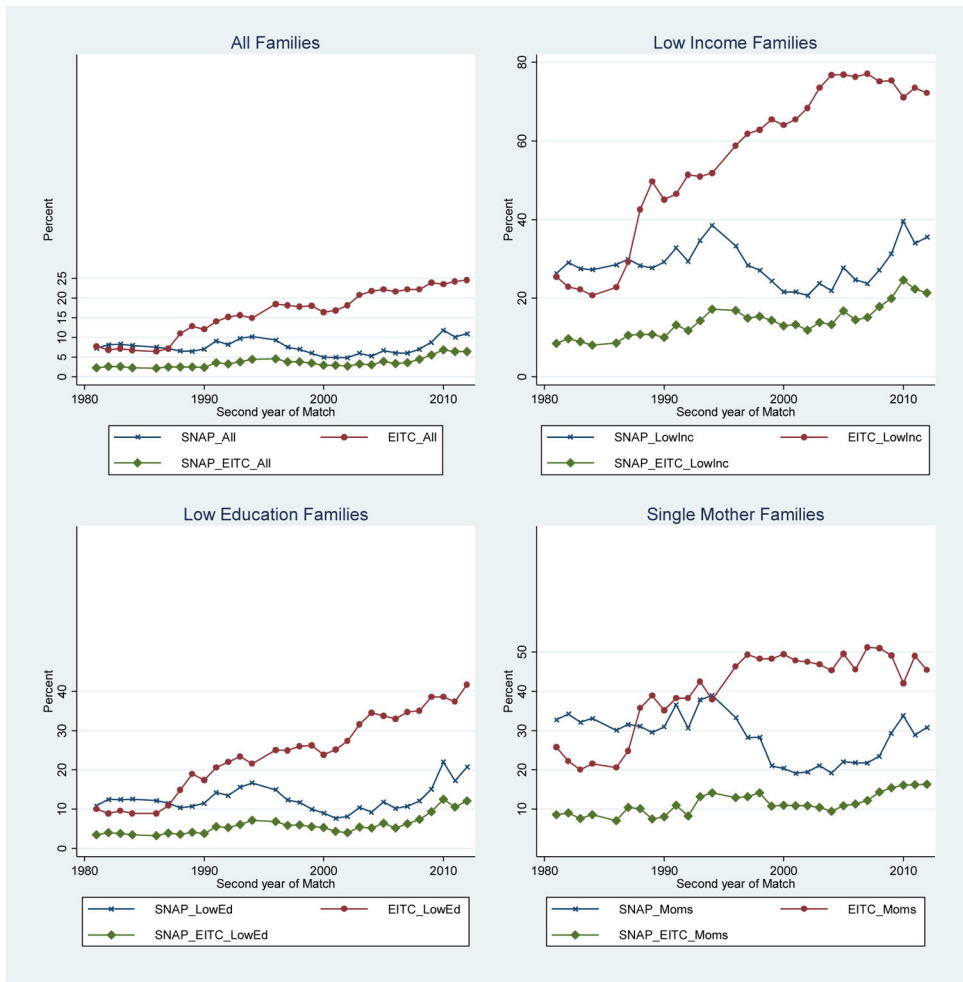 All Families
Percent
25
20
15
10
5
0
1980 1990 2000 2010
Second year of Match
SNAP_All EITC_All
SNAP_EITC_All
Low Income Families
Percent
80
60
40
20
0
1980 1990 2000 2010
Second year of Match
SNAP_LowInc EITC_LowInc
SNAP_EITC_LowInc
Low Education Families
Percent
40
30
20
10
0
1980 1990 2000 2010
Second year of Match
SNAP_LowEd EITC_LowEd
SNAP_EITC_LowEd
Single Mother Families
Percent
50
40
30
20
10
1980 1990 2000 2010
Second year of Match
SNAP_Moms EITC_Moms
SNAP_EITC_Moms